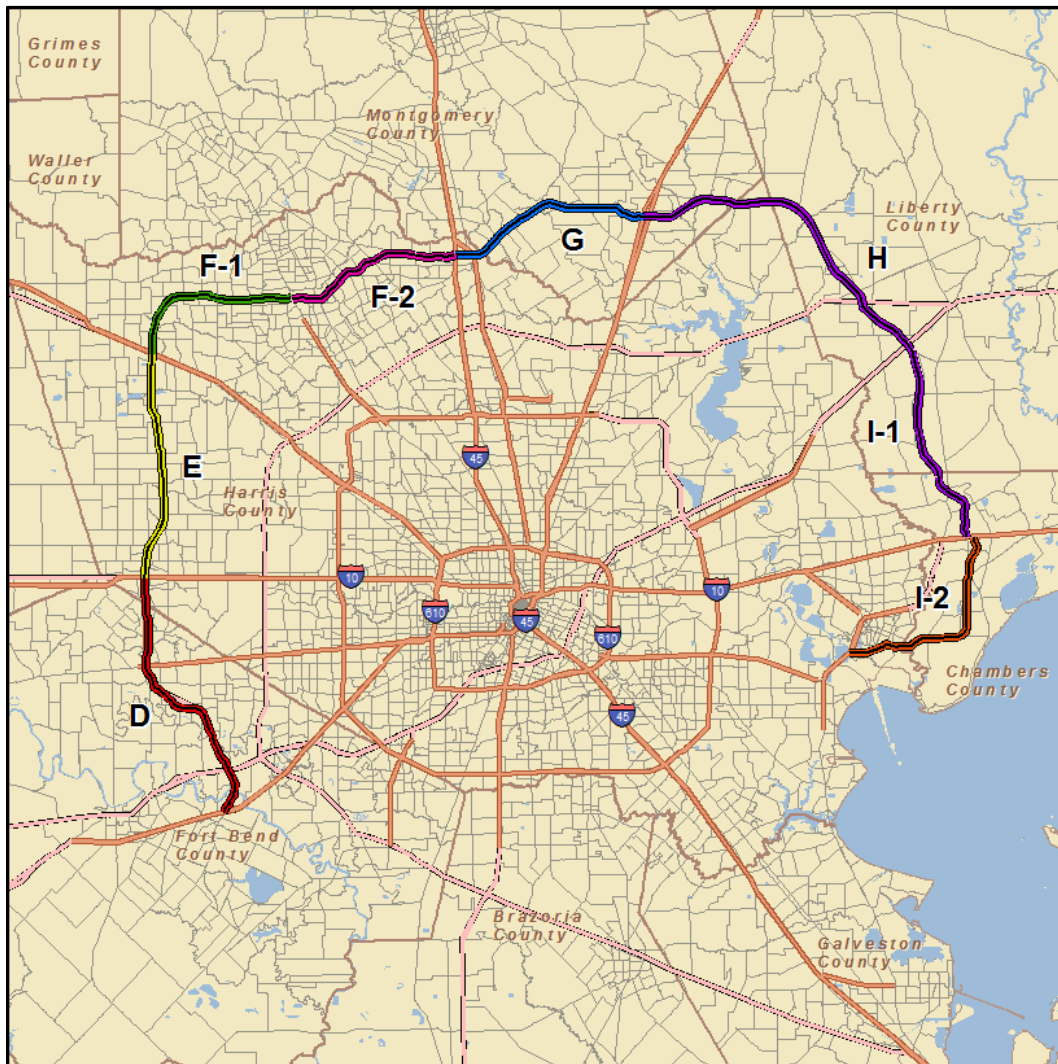 Grimes
County
Montgomery
County
Waller
County
Liberty
County
G
H
F-1
F-2
I-1
45
E
Harris
County
10
10
I-2
610
45
610
Chambers
County
D
45
Fort Bend
County
Brazoria
County
Galveston
County